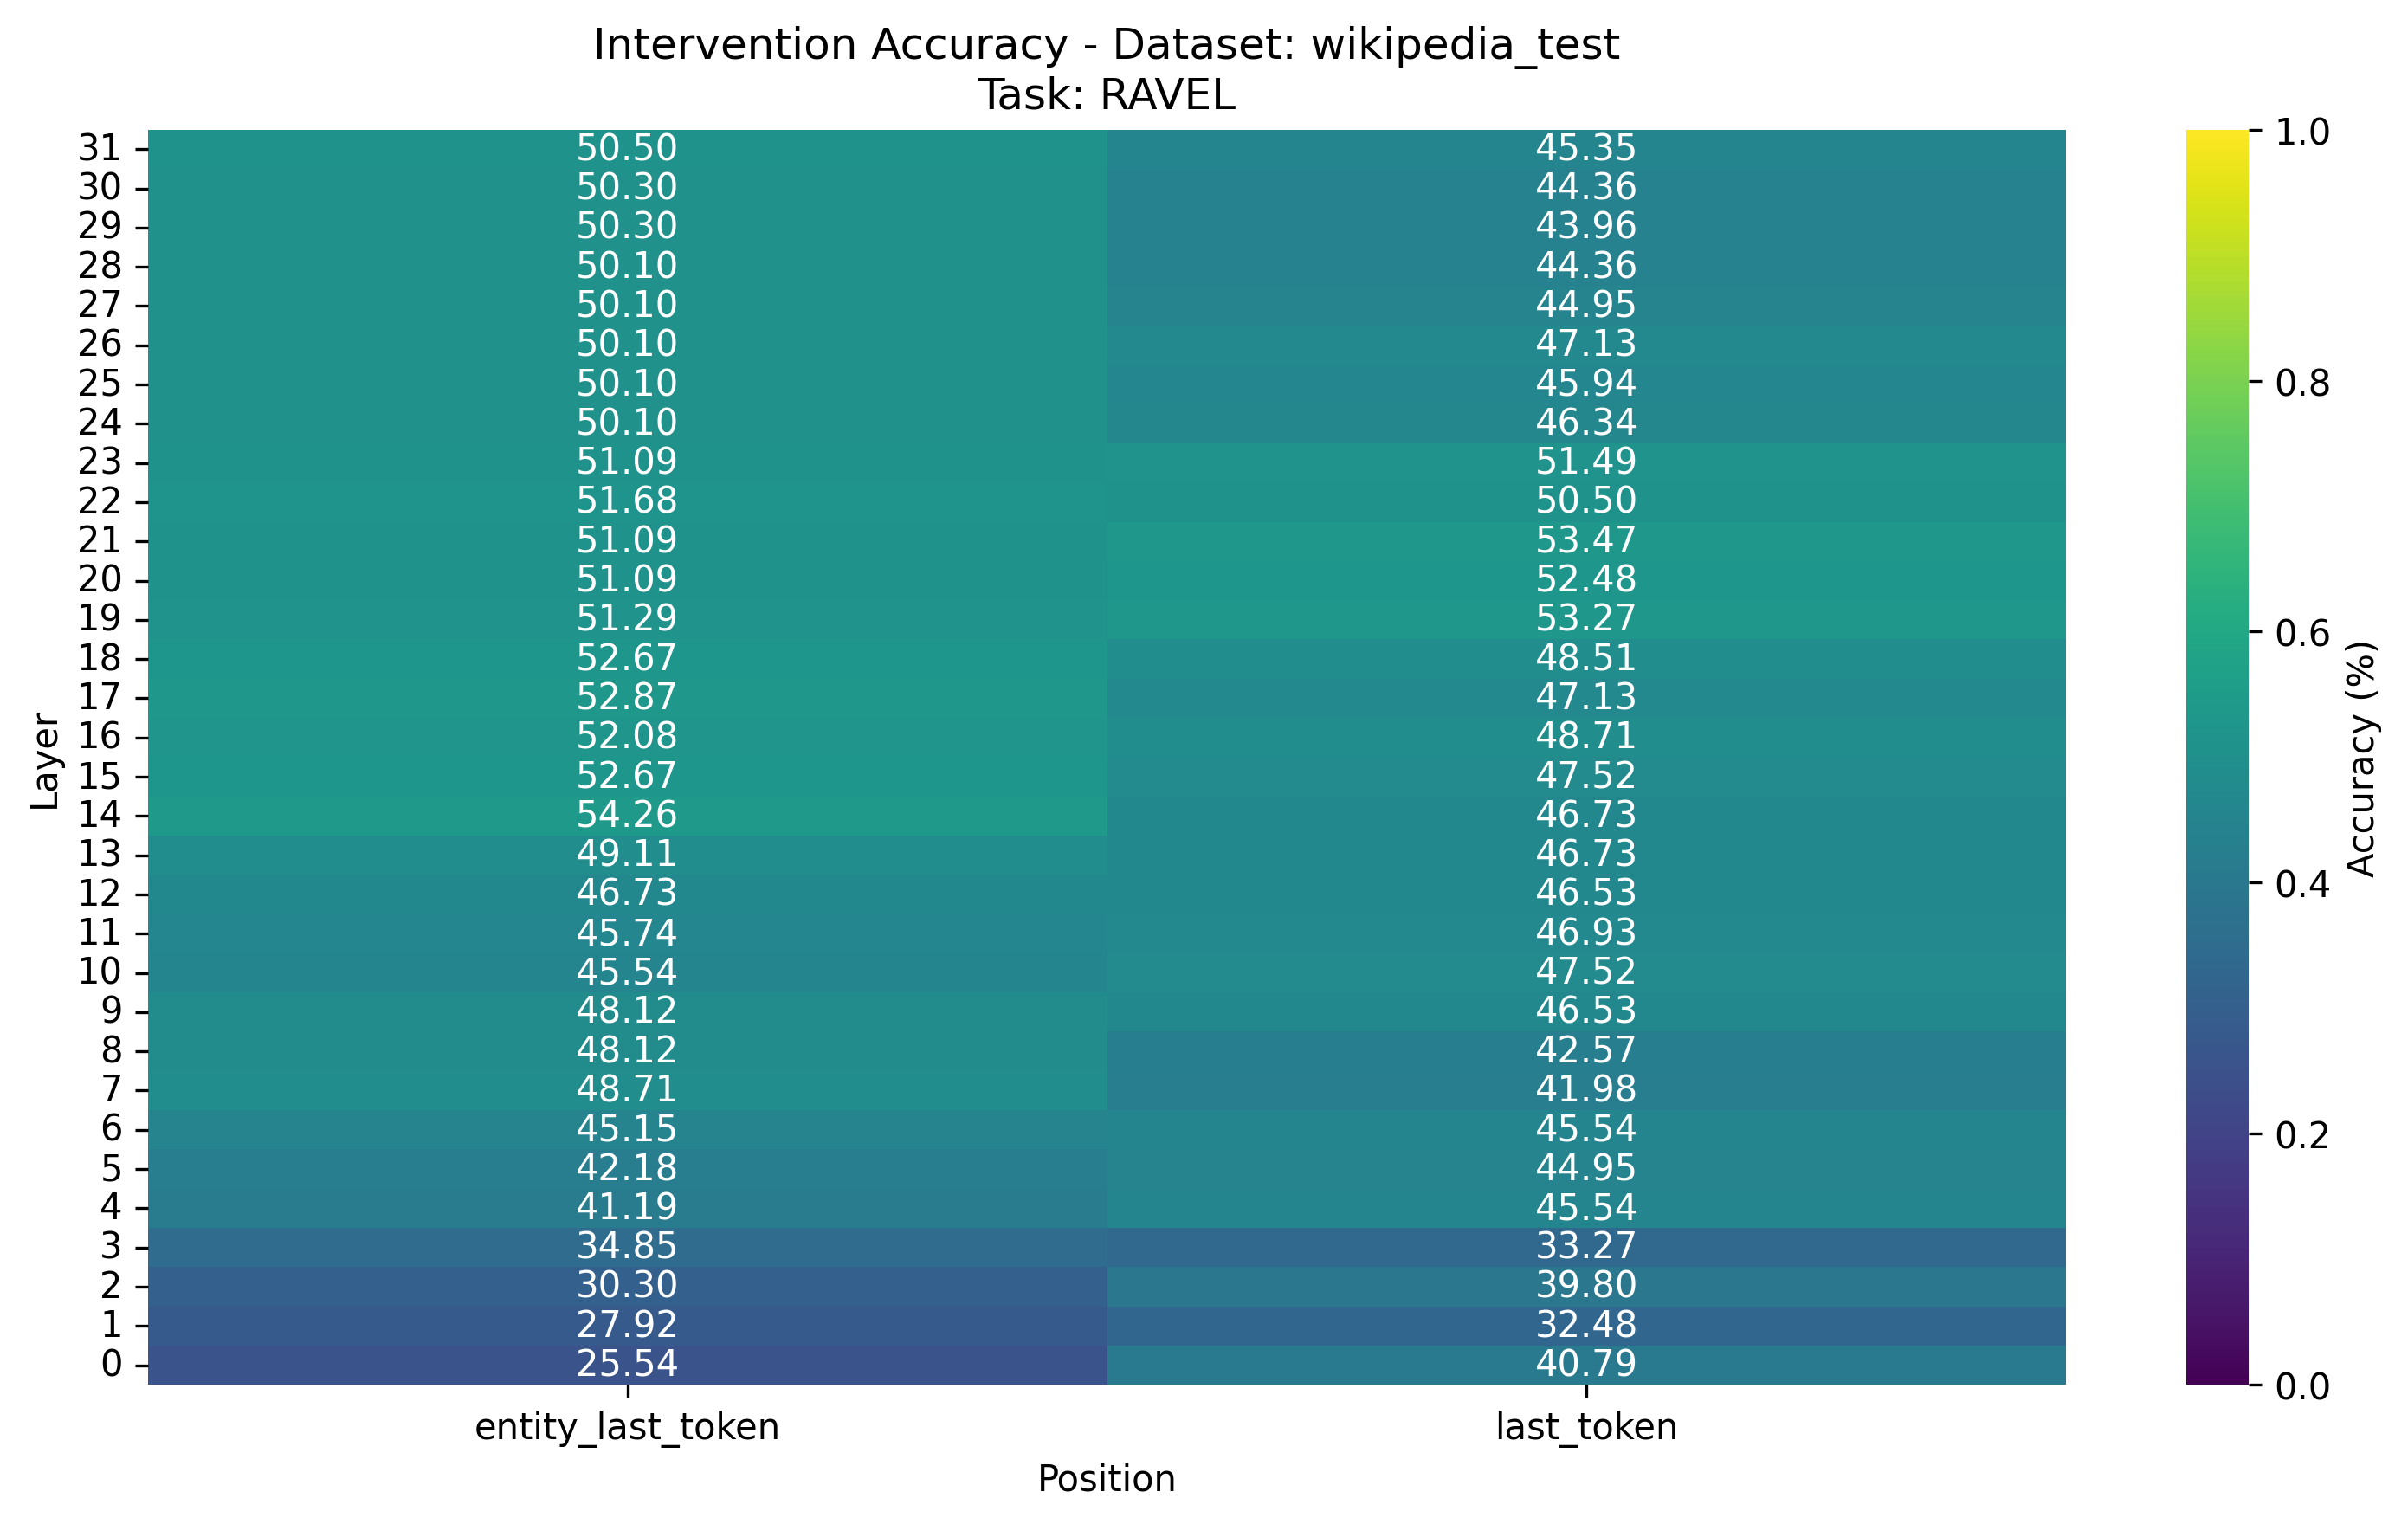 Intervention Accuracy - Dataset: wikipedia_test
Task: RAVEL
31 50.50 45.35
30 50.30 44.36
29 50.30 43.96
28 50.10 44.36
27 50.10 44.95
26 50.10 47.13
25 50.10 45.94
24 50.10 46.34
23 51.09 51.49
22 51.68 50.50
21 51.09 53.47
20 51.09 52.48
19 51.29 53.27
18 52.67 48.51
17 52.87 47.13
16 52.08 48.71
15 52.67 47.52
14 54.26 46.73
13 49.11 46.73
12 46.73 46.53
11 45.74 46.93
10 45.54 47.52
9 48.12 46.53
8 48.12 42.57
7 48.71 41.98
6 45.15 45.54
5 42.18 44.95
4 41.19 45.54
3 34.85 33.27
2 30.30 39.80
1 27.92 32.48
0 25.54 40.79
entity_last_token last_token
Position
Layer
1.0
0.8
0.6
0.4
0.2
0.0
Accuracy (%)